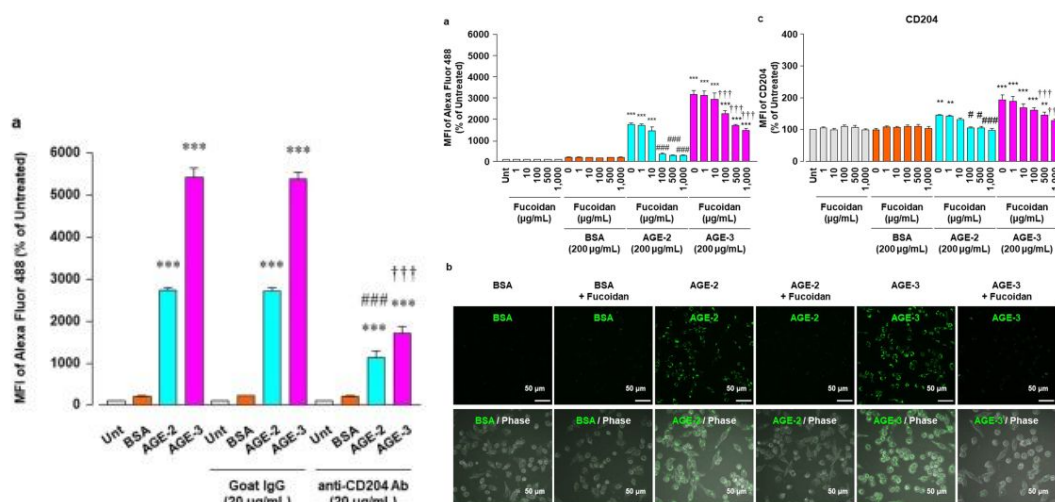 a
MFI of Alexa Fluor 488 (% of Untreated)
6000
5000
4000
3000
2000
1000
0
***
***
***
***
###
***
†††
***
Unt
BSA
AGE-2
AGE-3
Unt
BSA
AGE-2
AGE-3
Unt
BSA
AGE-2
AGE-3
Goat IgG
(20 µg/mL)
anti-CD204 Ab
(20 µg/mL)
a
MFI of Alexa Fluor 488
(% of Untreated)
6000
5000
4000
3000
2000
1000
0
*** *** ***
### ### ###
*** *** *** ††† *** ††† *** ††† ***
Unt 1 10 100 500 1,000 0 1 10 100 500 1,000 0 1 10 100 500 1,000 0 1 10 100 500 1,000
Fucoidan Fucoidan Fucoidan Fucoidan
(µg/mL) (µg/mL) (µg/mL) (µg/mL)
BSA AGE-2 AGE-3
(200 µg/mL) (200 µg/mL) (200 µg/mL)
c
CD204
MFI of CD204
(% of Untreated)
400
300
200
100
0
** ** # # ###
*** *** *** *** ††† **
Unt 1 10 100 500 1,000 0 1 10 100 500 1,000 0 1 10 100 500 1,000 0 1 10 100 500 1,000
Fucoidan Fucoidan Fucoidan Fucoidan
(µg/mL) (µg/mL) (µg/mL) (µg/mL)
BSA AGE-2 AGE-3
(200 µg/mL) (200 µg/mL) (200 µg/mL)
b
BSA BSA + Fucoidan AGE-2 AGE-2 + Fucoidan AGE-3 AGE-3 + Fucoidan
BSA BSA AGE-2 AGE-2 AGE-3 AGE-3
50 µm 50 µm 50 µm 50 µm 50 µm 50 µm
BSA / Phase BSA / Phase AGE-2 / Phase AGE-2 / Phase AGE-3 / Phase AGE-3 / Phase
50 µm 50 µm 50 µm 50 µm 50 µm 50 µm